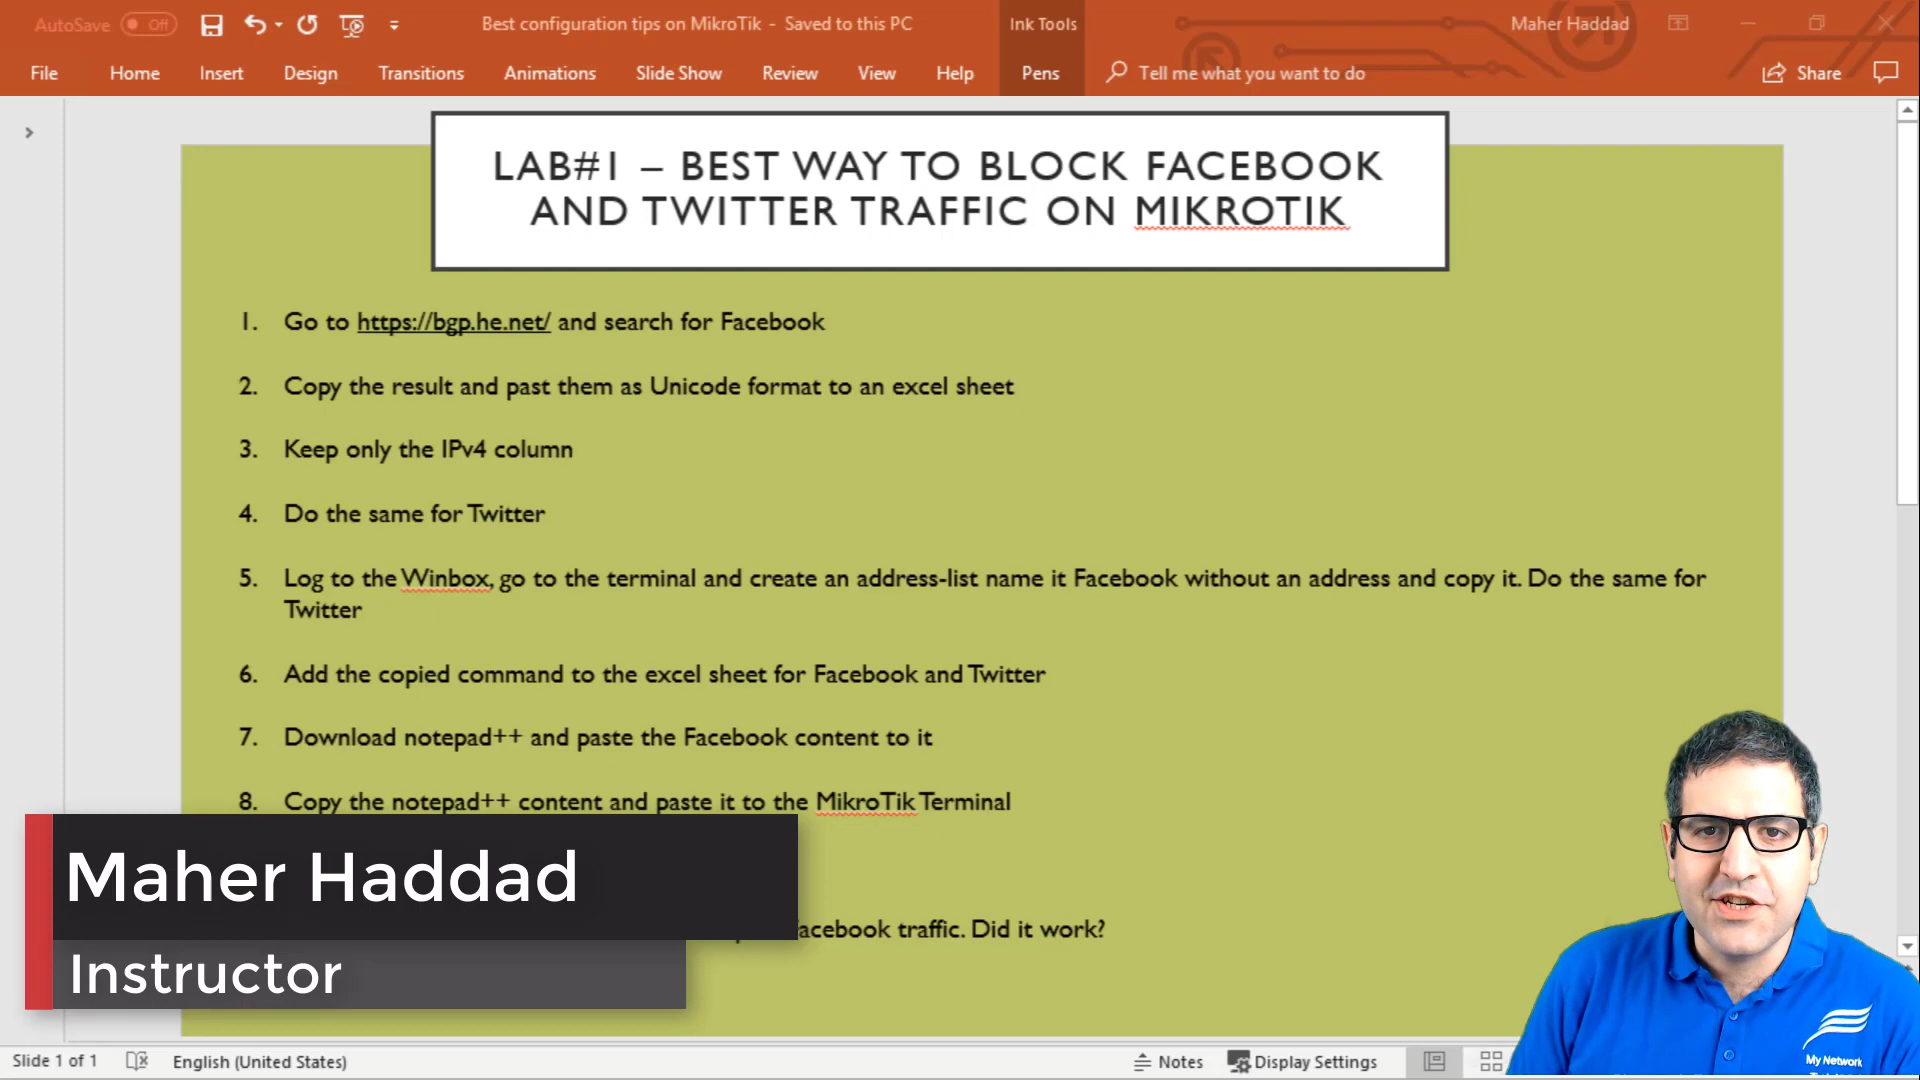 AutoSave Off Best configuration tips on MikroTik - Saved to this PC Ink Tools Maher Haddad
File Home Insert Design Transitions Animations Slide Show Review View Help Pens Tell me what you want to do Share
LAB#1 – BEST WAY TO BLOCK FACEBOOK
AND TWITTER TRAFFIC ON MIKROTIK
1. Go to https://bgp.he.net/ and search for Facebook
2. Copy the result and past them as Unicode format to an excel sheet
3. Keep only the IPv4 column
4. Do the same for Twitter
5. Log to the Winbox, go to the terminal and create an address-list name it Facebook without an address and copy it. Do the same for
Twitter
6. Add the copied command to the excel sheet for Facebook and Twitter
7. Download notepad++ and paste the Facebook content to it
8. Copy the notepad++ content and paste it to the MikroTik Terminal
Maher Haddad
acebook traffic. Did it work?
Instructor
My Network
Slide 1 of 1 English (United States) Notes Display Settings